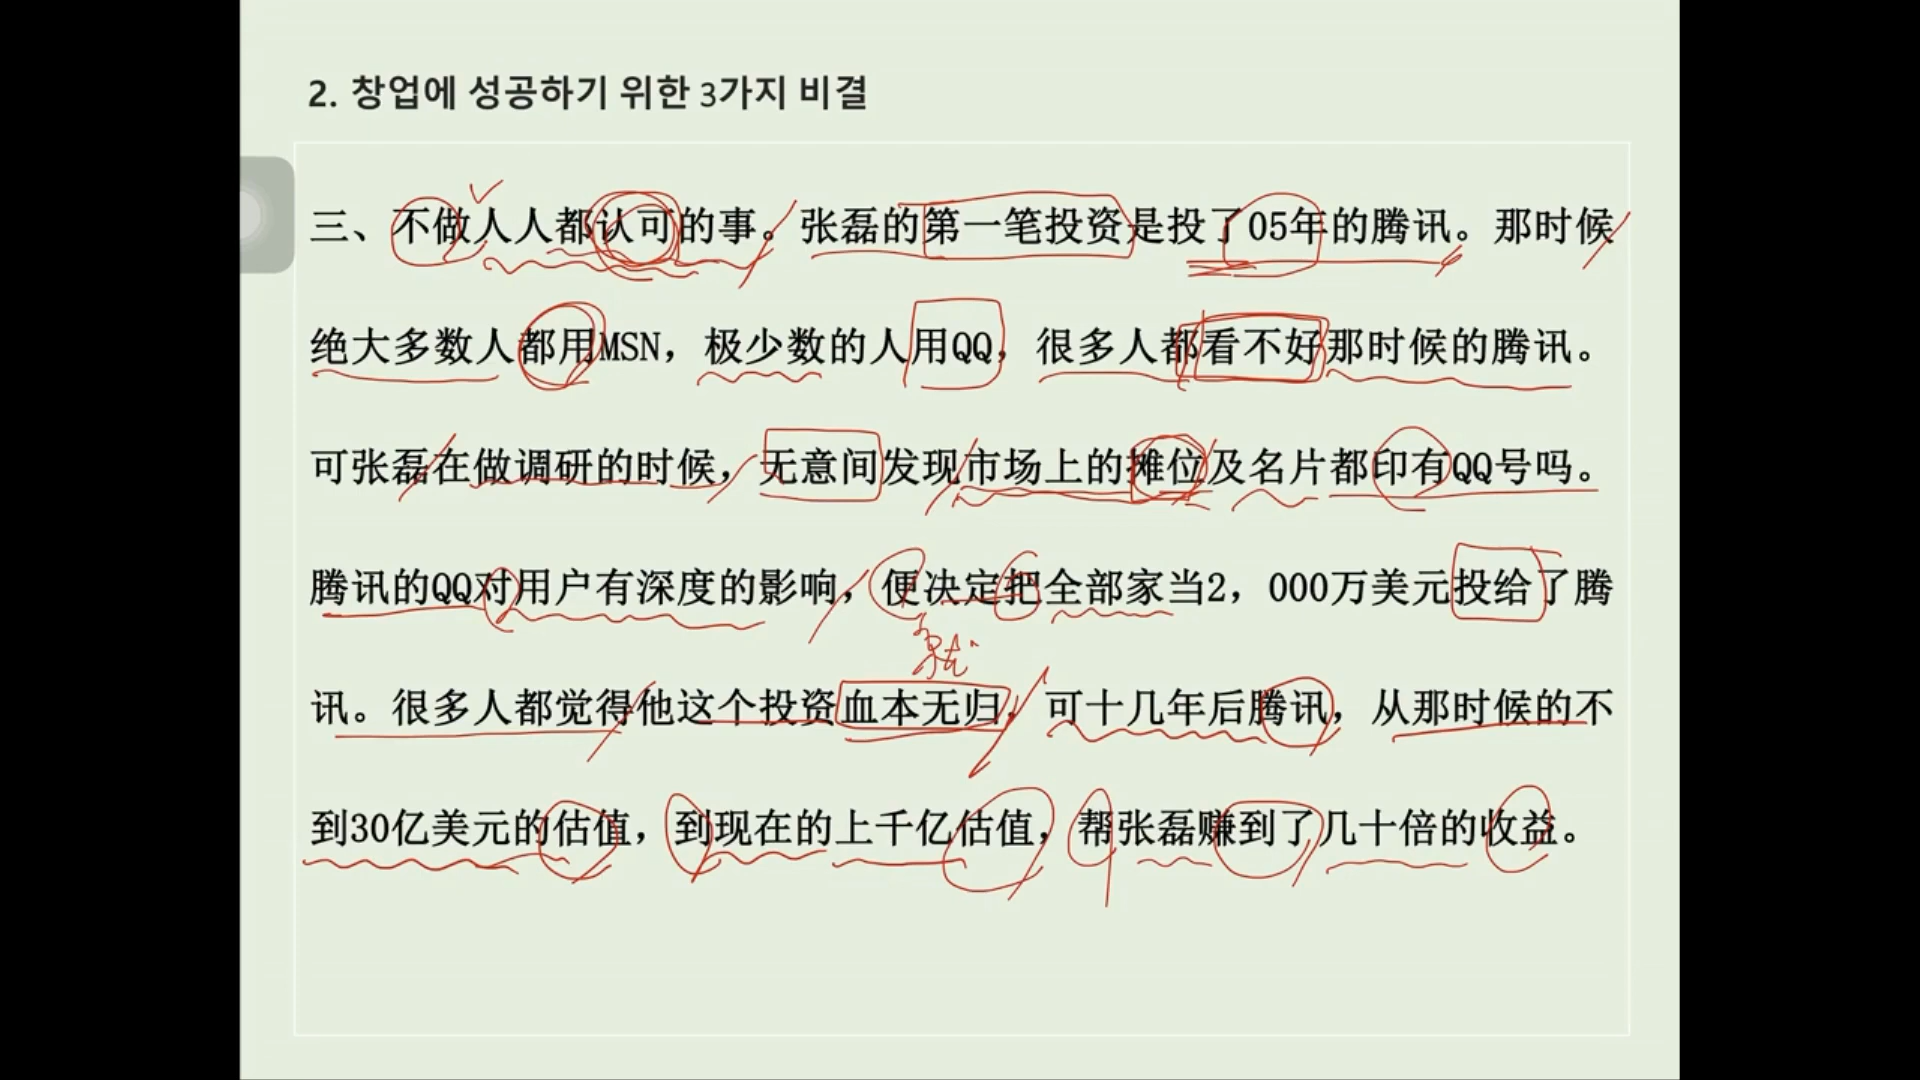 2. 창업에 성공하기 위한 3가지 비결
三、不做人人都认可的事。张磊的第一笔投资是投了05年的腾讯。那时候
绝大多数人都用MSN，极少数的人用QQ，很多人都看不好那时候的腾讯。
可张磊在做调研的时候，无意间发现市场上的摊位及名片都印有QQ号吗。
腾讯的QQ对用户有深度的影响，便决定把全部家当2，000万美元投给了腾
就
讯。很多人都觉得他这个投资血本无归，可十几年后腾讯，从那时候的不
到30亿美元的估值，到现在的上千亿估值，帮张磊赚到了几十倍的收益。